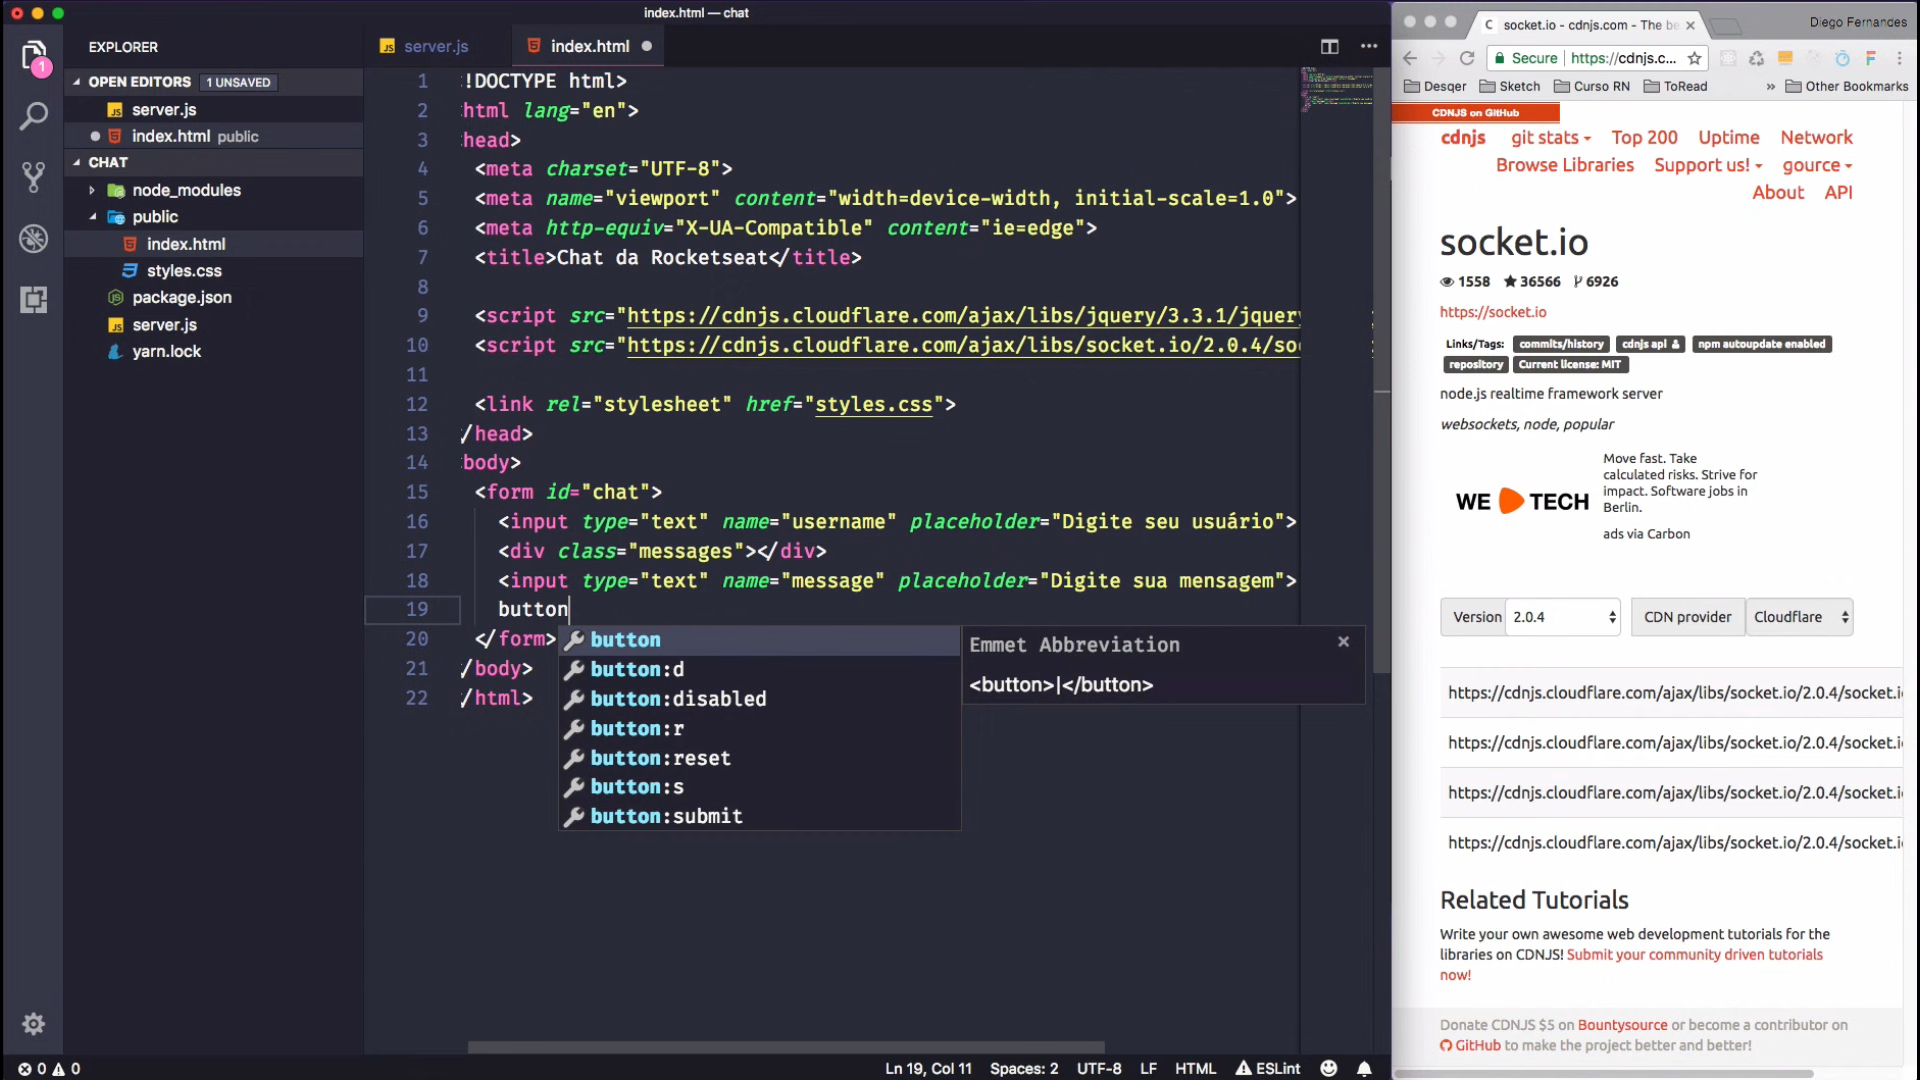 index.html — chat
EXPLORER
OPEN EDITORS 1 UNSAVED
server.js
index.html public
CHAT
node_modules
public
index.html
styles.css
package.json
server.js
yarn.lock
1
server.js
index.html
1 !DOCTYPE html>
2 html lang="en">
3 head>
4 <meta charset="UTF-8">
5 <meta name="viewport" content="width=device-width, initial-scale=1.0">
6 <meta http-equiv="X-UA-Compatible" content="ie=edge">
7 <title>Chat da Rocketseat</title>
8
9 <script src="https://cdnjs.cloudflare.com/ajax/libs/jquery/3.3.1/jquery
10 <script src="https://cdnjs.cloudflare.com/ajax/libs/socket.io/2.0.4/so
11
12 <link rel="stylesheet" href="styles.css">
13 /head>
14 body>
15 <form id="chat">
16 <input type="text" name="username" placeholder="Digite seu usuário">
17 <div class="messages"></div>
18 <input type="text" name="message" placeholder="Digite sua mensagem">
19 button
20 </form>
21 /body>
22 /html>
button
button:d
button:disabled
button:r
button:reset
button:s
button:submit
Emmet Abbreviation
<button>|</button>
0 0
Ln 19, Col 11 Spaces: 2 UTF-8 LF HTML ESLint
socket.io - cdnjs.com - The be
Diego Fernandes
Secure https://cdnjs.c...
Desqer Sketch Curso RN ToRead » Other Bookmarks
CDNJS on GitHub
cdnjs git stats Top 200 Uptime Network
Browse Libraries Support us! gource
About API
socket.io
1558 36566 6926
https://socket.io
Links/Tags: commits/history cdnjs api npm autoupdate enabled
repository Current license: MIT
node.js realtime framework server
websockets, node, popular
WE TECH
Move fast. Take
calculated risks. Strive for
impact. Software jobs in
Berlin.
ads via Carbon
Version 2.0.4 CDN provider Cloudflare
https://cdnjs.cloudflare.com/ajax/libs/socket.io/2.0.4/socket.i
https://cdnjs.cloudflare.com/ajax/libs/socket.io/2.0.4/socket.i
https://cdnjs.cloudflare.com/ajax/libs/socket.io/2.0.4/socket.i
https://cdnjs.cloudflare.com/ajax/libs/socket.io/2.0.4/socket.i
Related Tutorials
Write your own awesome web development tutorials for the
libraries on CDNJS! Submit your community driven tutorials
now!
Donate CDNJS $5 on Bountysource or become a contributor on
GitHub to make the project better and better!